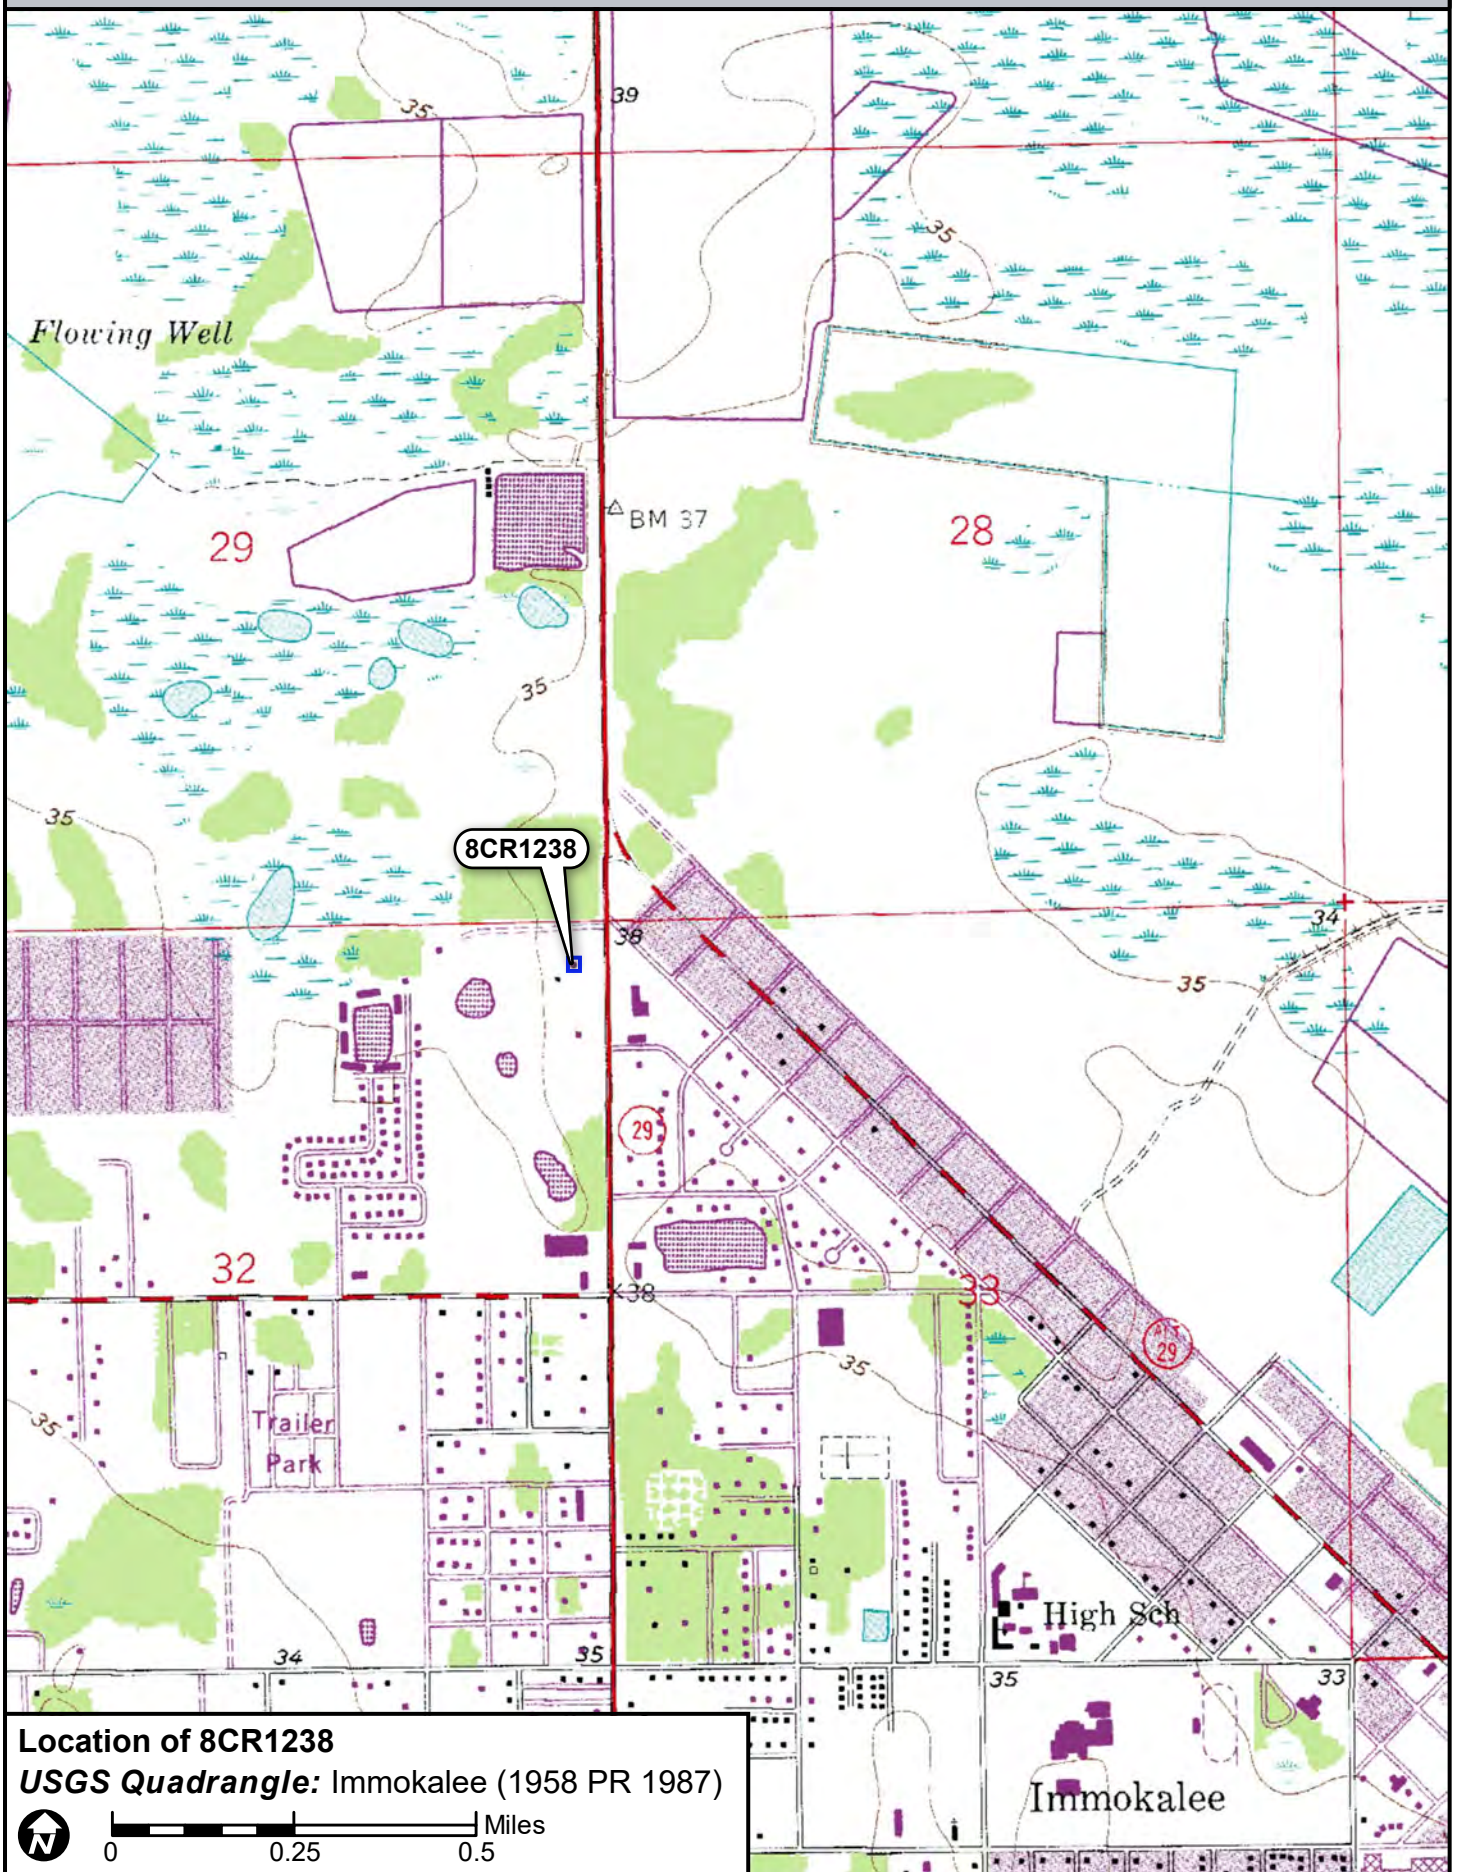 39
35
35
Flowing Well
BM 37
29
28
35
35
8CR1238
34
38
35
29
32
38
33
ALT
29
35
35
Trailer
Park
High Sch
34
35
35
33
Immokalee
Location of 8CR1238
USGS Quadrangle: Immokalee (1958 PR 1987)
N
Miles
0 0.25 0.5